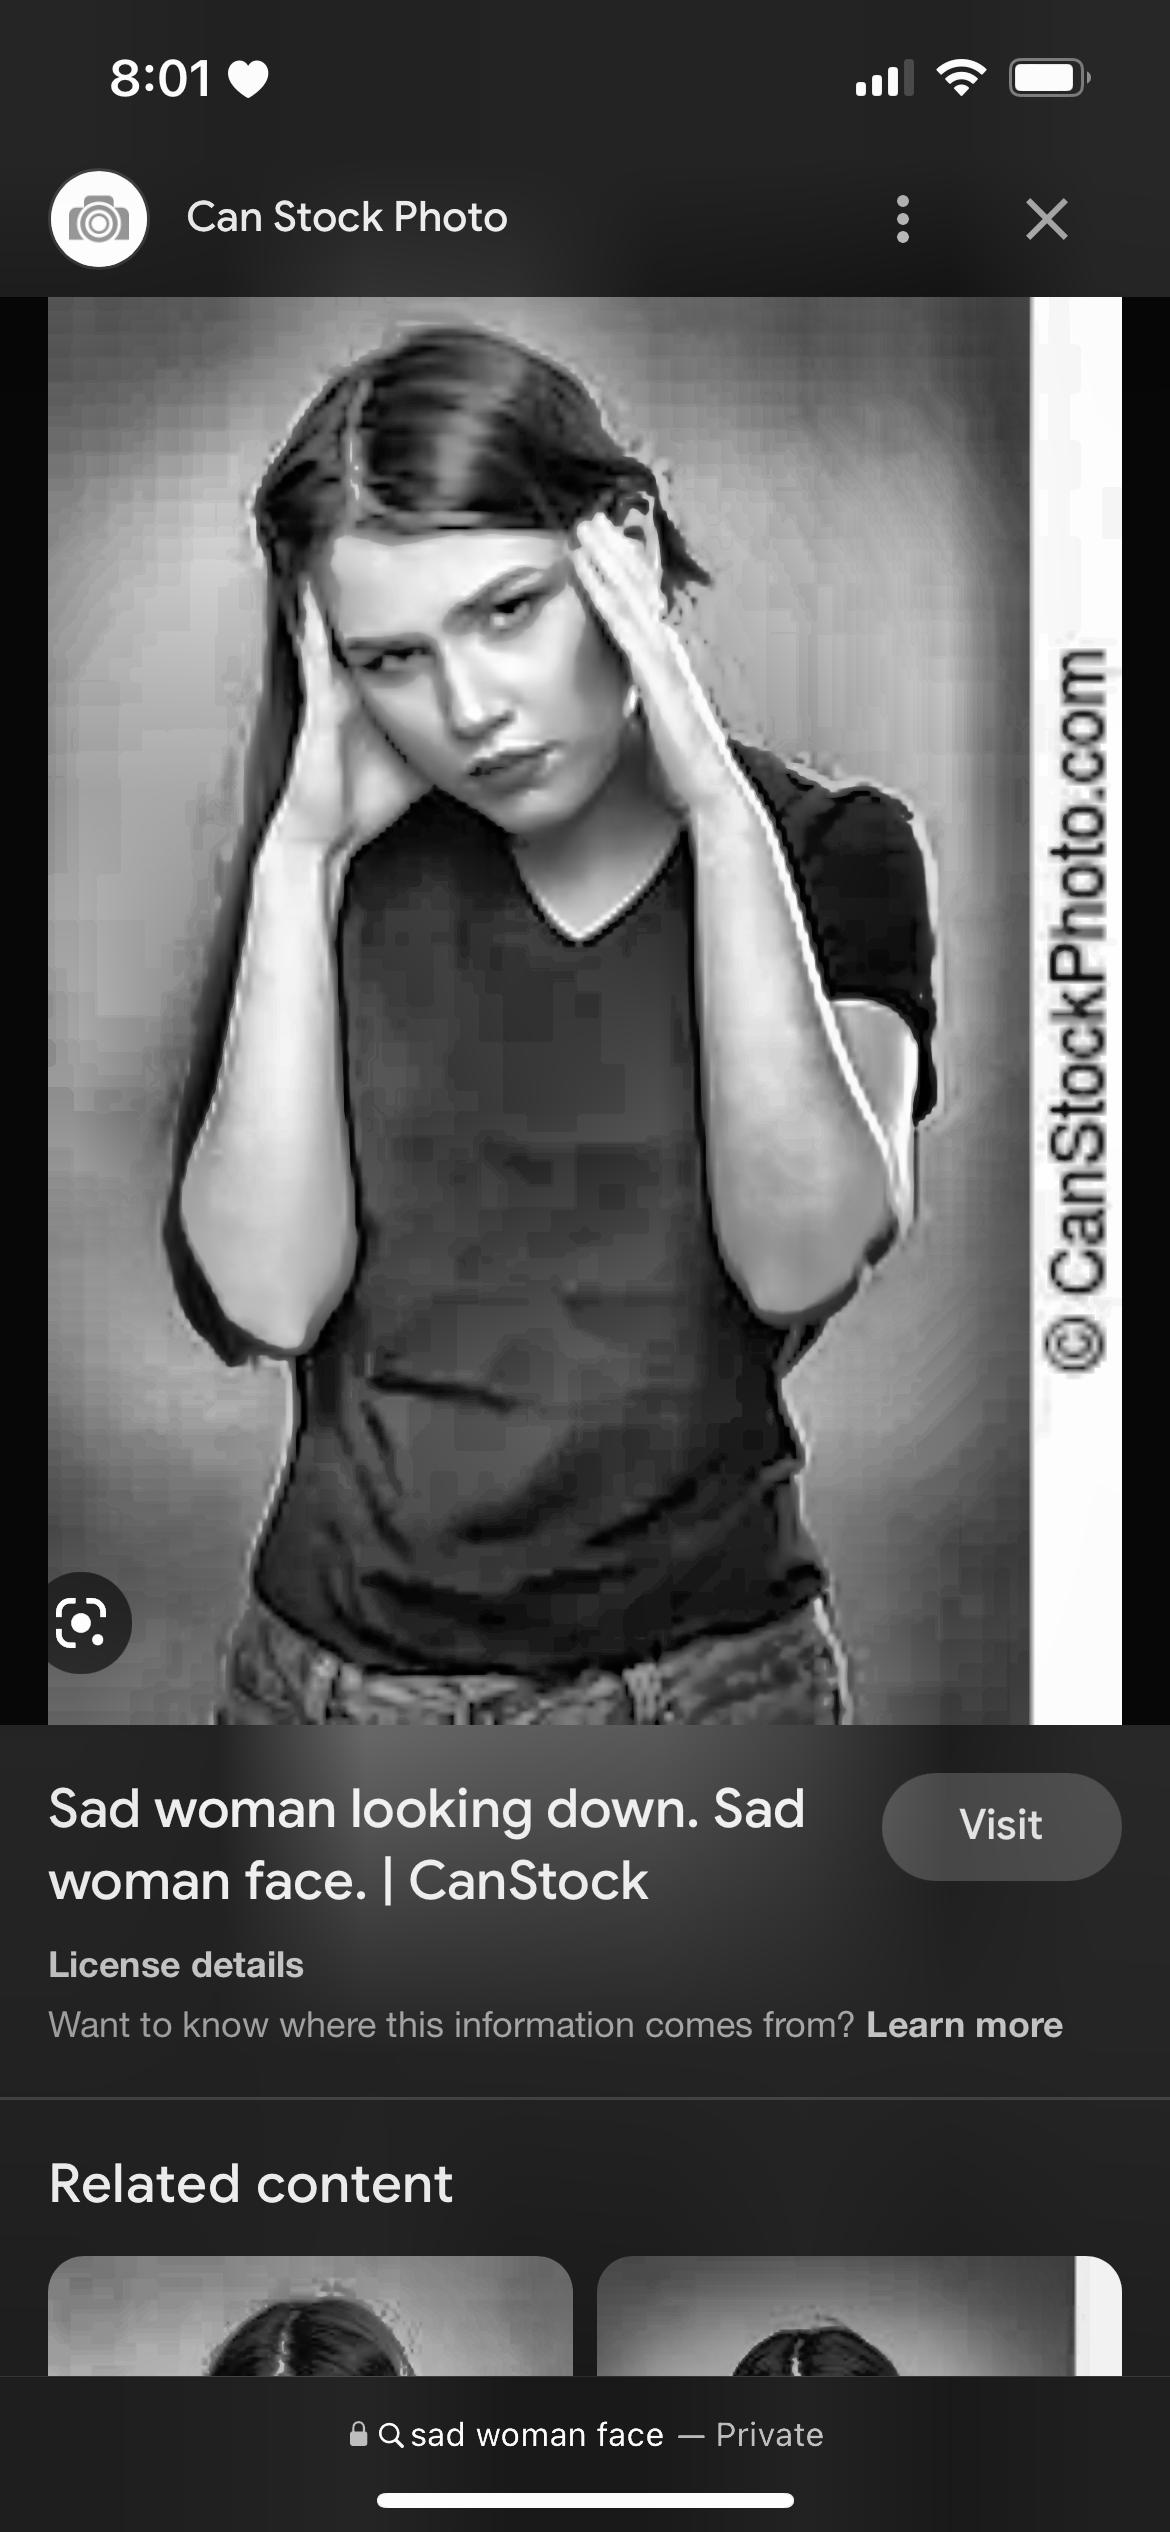 8:01
Can Stock Photo
© CanStockPhoto.com
Sad woman looking down. Sad
woman face. | CanStock
Visit
License details
Want to know where this information comes from? Learn more
Related content
sad woman face — Private